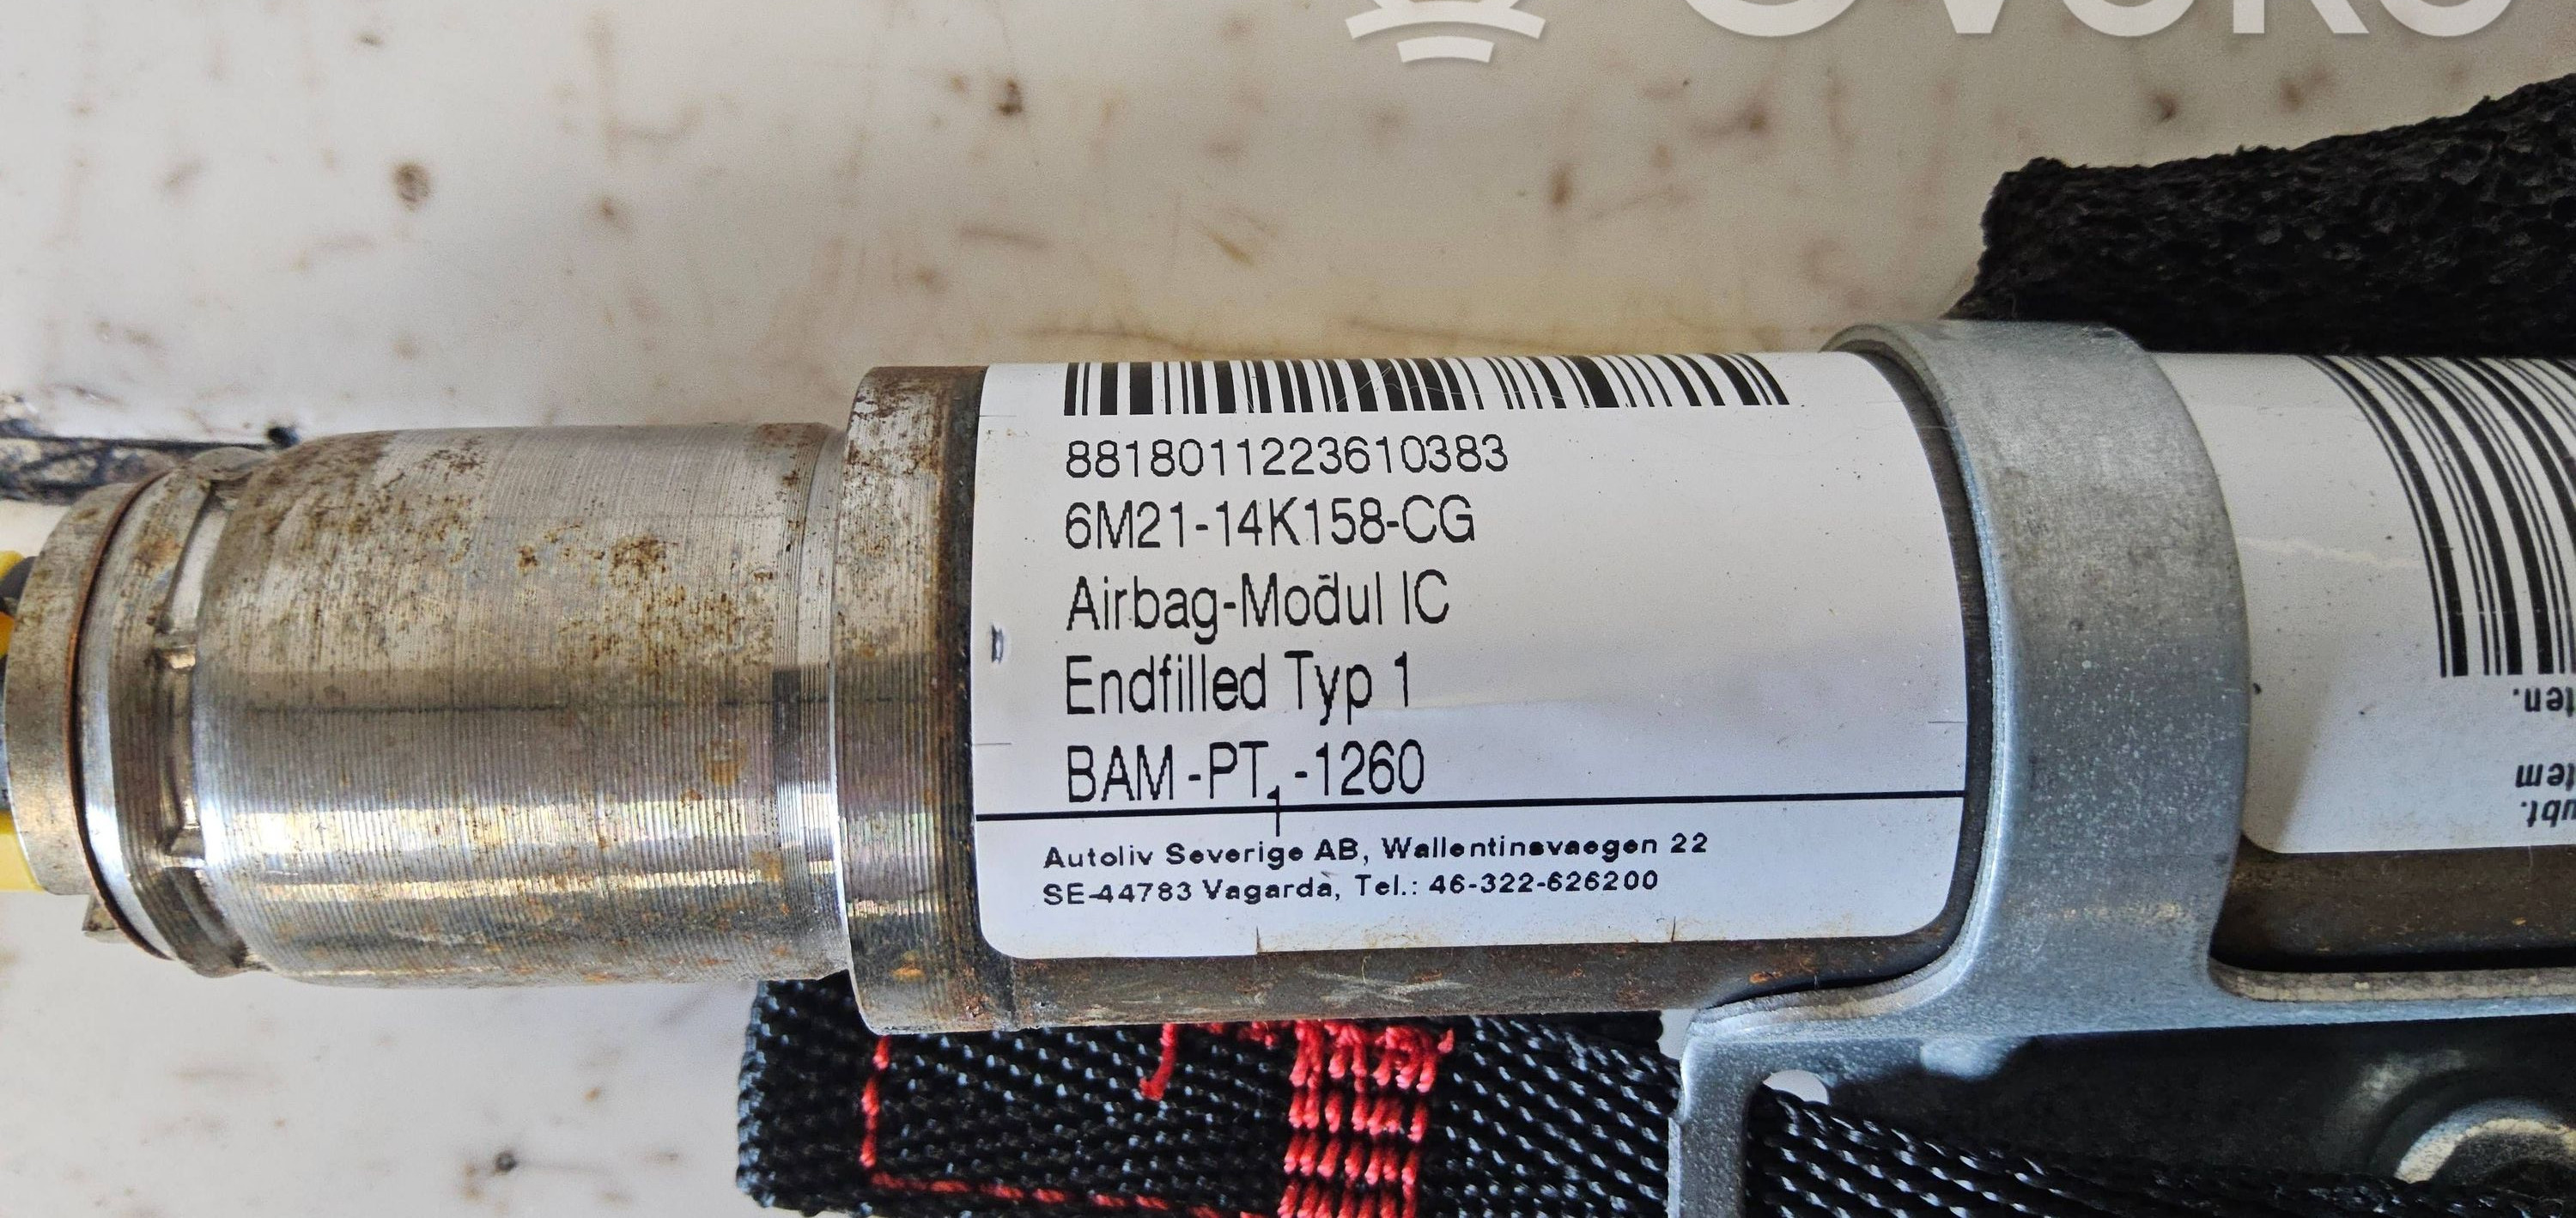 8818011223610383
6M21-14K158-CG
Airbag-Modul IC
Endfilled Typ 1
BAM-PT1-1260
Autoliv Severige AB, Wallentinsvaegen 22
SE-44783 Vagarda, Tel.: 46-322-626200